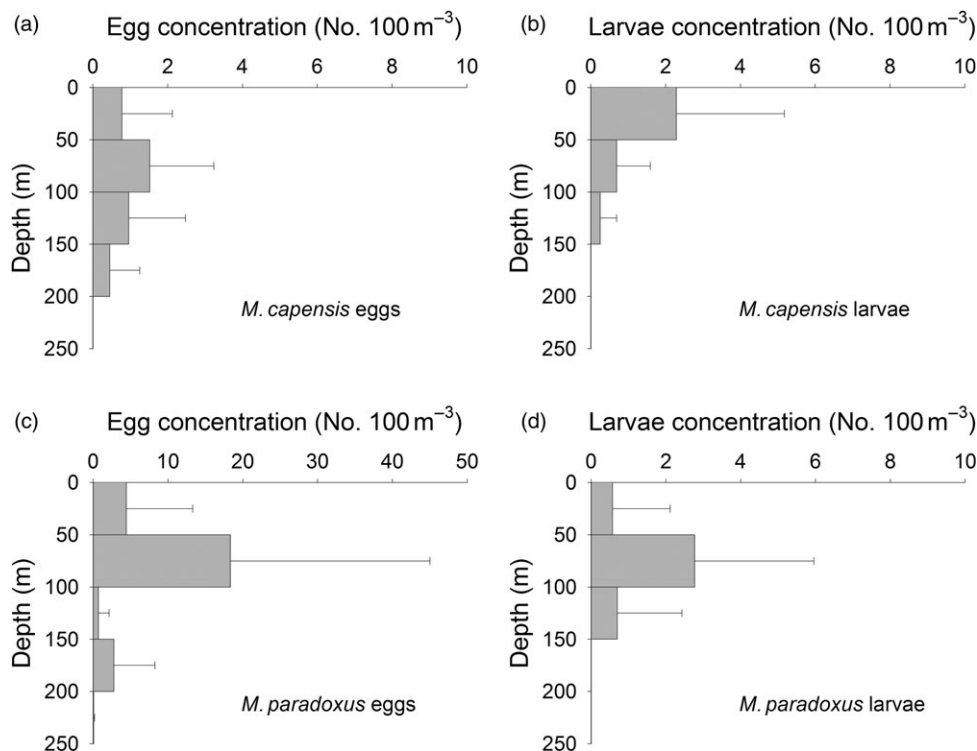 (a) Egg concentration (No. 100 m⁻³)
0 2 4 6 8 10
Depth (m)
0
50
100
150
200
250
M. capensis eggs
(b) Larvae concentration (No. 100 m⁻³)
0 2 4 6 8 10
Depth (m)
0
50
100
150
200
250
M. capensis larvae
(c) Egg concentration (No. 100 m⁻³)
0 10 20 30 40 50
Depth (m)
0
50
100
150
200
250
M. paradoxus eggs
(d) Larvae concentration (No. 100 m⁻³)
0 2 4 6 8 10
Depth (m)
0
50
100
150
200
250
M. paradoxus larvae